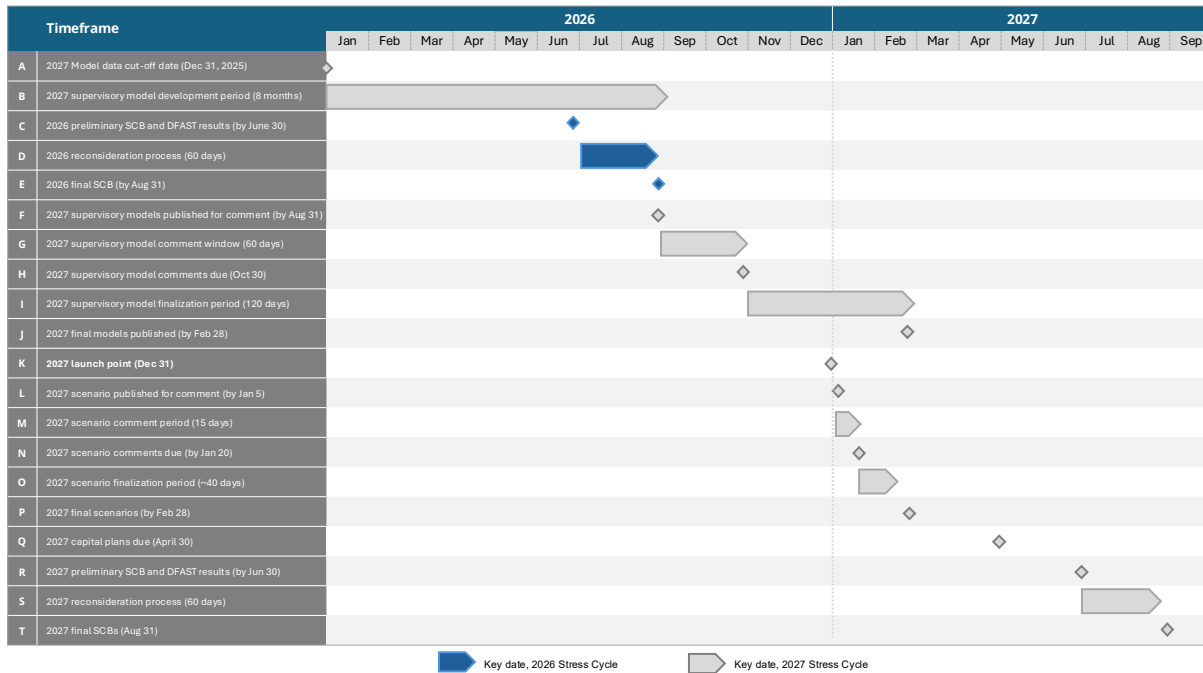 Timeframe
2026
2027
Jan Feb Mar Apr May Jun Jul Aug Sep Oct Nov Dec Jan Feb Mar Apr May Jun Jul Aug Sep
A 2027 Model data cut-off date (Dec 31, 2025)
B 2027 supervisory model development period (8 months)
C 2026 preliminary SCB and DFAST results (by June 30)
D 2026 reconsideration process (60 days)
E 2026 final SCB (by Aug 31)
F 2027 supervisory models published for comment (by Aug 31)
G 2027 supervisory model comment window (60 days)
H 2027 supervisory model comments due (Oct 30)
I 2027 supervisory model finalization period (120 days)
J 2027 final models published (by Feb 28)
K 2027 launch point (Dec 31)
L 2027 scenario published for comment (by Jan 5)
M 2027 scenario comment period (15 days)
N 2027 scenario comments due (by Jan 20)
O 2027 scenario finalization period (~40 days)
P 2027 final scenarios (by Feb 28)
Q 2027 capital plans due (April 30)
R 2027 preliminary SCB and DFAST results (by Jun 30)
S 2027 reconsideration process (60 days)
T 2027 final SCBs (Aug 31)
Key date, 2026 Stress Cycle
Key date, 2027 Stress Cycle